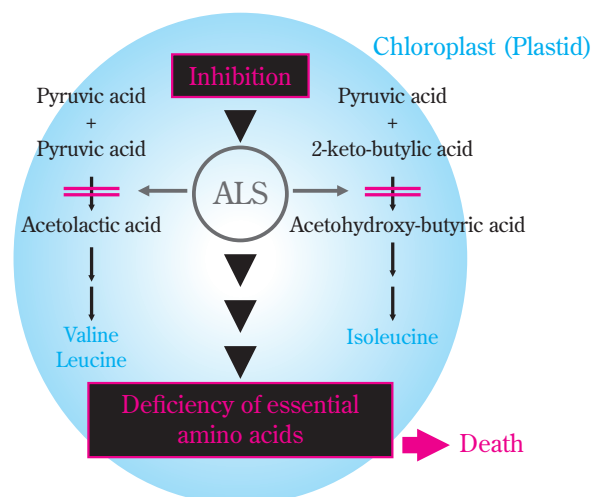 Chloroplast (Plastid)
Inhibition
Pyruvic acid
+
Pyruvic acid
Acetolactic acid
Valine
Leucine
ALS
Pyruvic acid
+
2-keto-butylic acid
Acetohydroxy-butyric acid
Isoleucine
Deficiency of essential
amino acids
Death